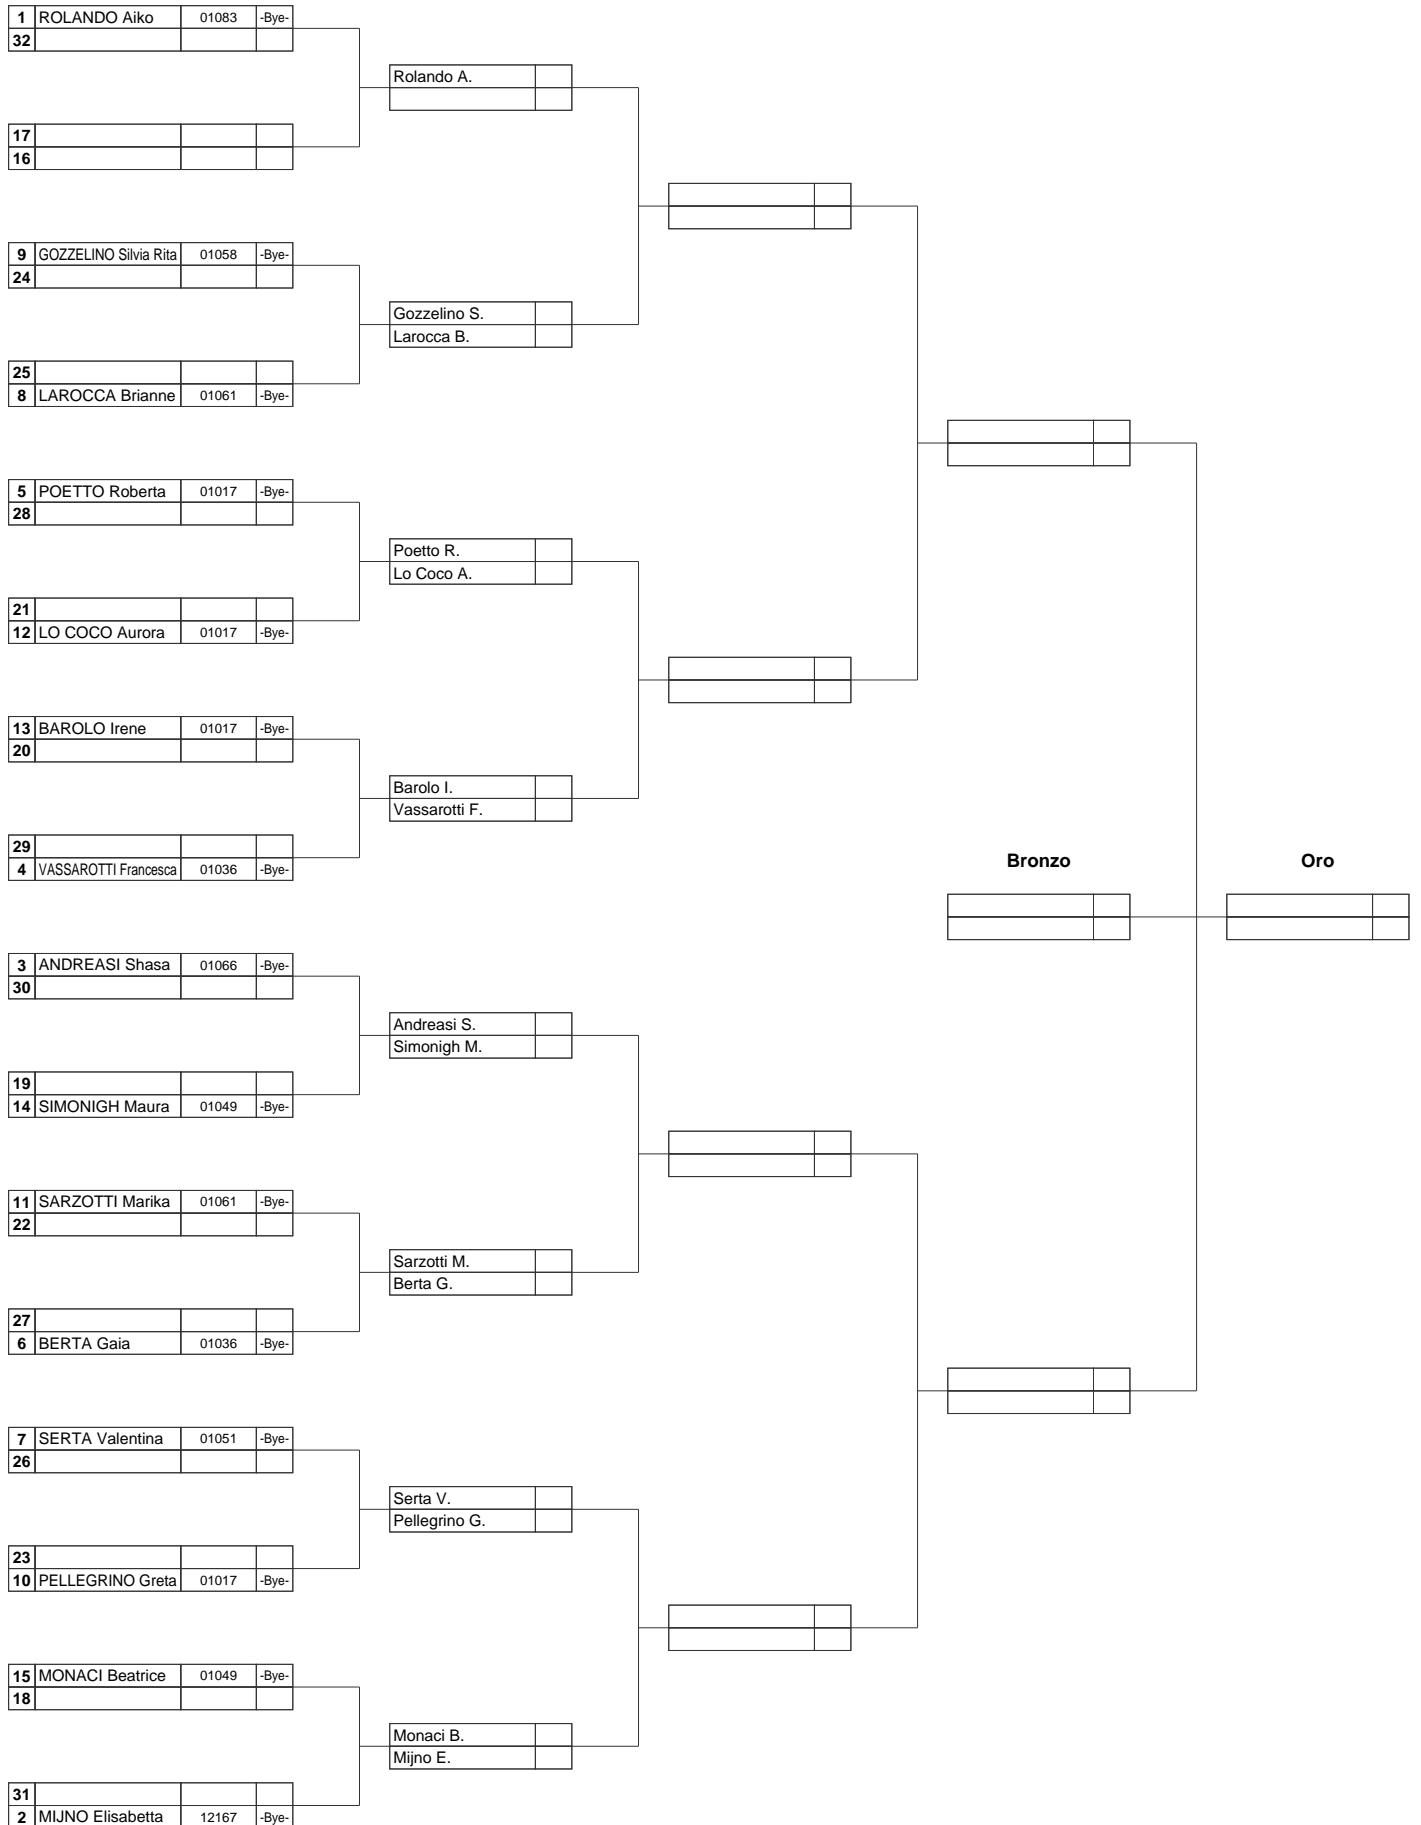 1 ROLANDO Aiko 01083 -Bye-
32
Rolando A.
17
16
9 GOZZELINO Silvia Rita 01058 -Bye-
24
Gozzelino S.
Larocca B.
25
8 LAROCCA Brianne 01061 -Bye-
5 POETTO Roberta 01017 -Bye-
28
Poetto R.
Lo Coco A.
21
12 LO COCO Aurora 01017 -Bye-
13 BAROLO Irene 01017 -Bye-
20
Barolo I.
Vassarotti F.
29
4 VASSAROTTI Francesca 01036 -Bye-
Bronzo Oro
3 ANDREASI Shasa 01066 -Bye-
30
Andreasi S.
Simonigh M.
19
14 SIMONIGH Maura 01049 -Bye-
11 SARZOTTI Marika 01061 -Bye-
22
Sarzotti M.
Berta G.
27
6 BERTA Gaia 01036 -Bye-
7 SERTA Valentina 01051 -Bye-
26
Serta V.
Pellegrino G.
23
10 PELLEGRINO Greta 01017 -Bye-
15 MONACI Beatrice 01049 -Bye-
18
Monaci B.
Mijno E.
31
2 MIJNO Elisabetta 12167 -Bye-